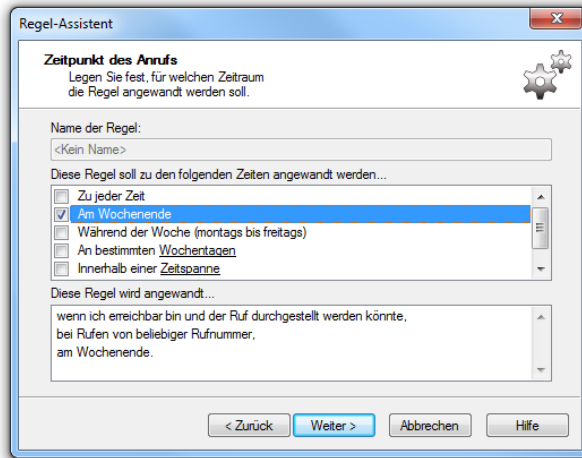 Regel-Assistent
Zeitpunkt des Anrufs
Legen Sie fest, für welchen Zeitraum
die Regel angewandt werden soll.
Name der Regel:
<Kein Name>
Diese Regel soll zu den folgenden Zeiten angewandt werden...
Zu jeder Zeit
Am Wochenende
Während der Woche (montags bis freitags)
An bestimmten Wochentagen
Innerhalb einer Zeitspanne
Diese Regel wird angewandt...
wenn ich erreichbar bin und der Ruf durchgestellt werden könnte,
bei Rufen von beliebiger Rufnummer,
am Wochenende.
< Zurück Weiter > Abbrechen Hilfe